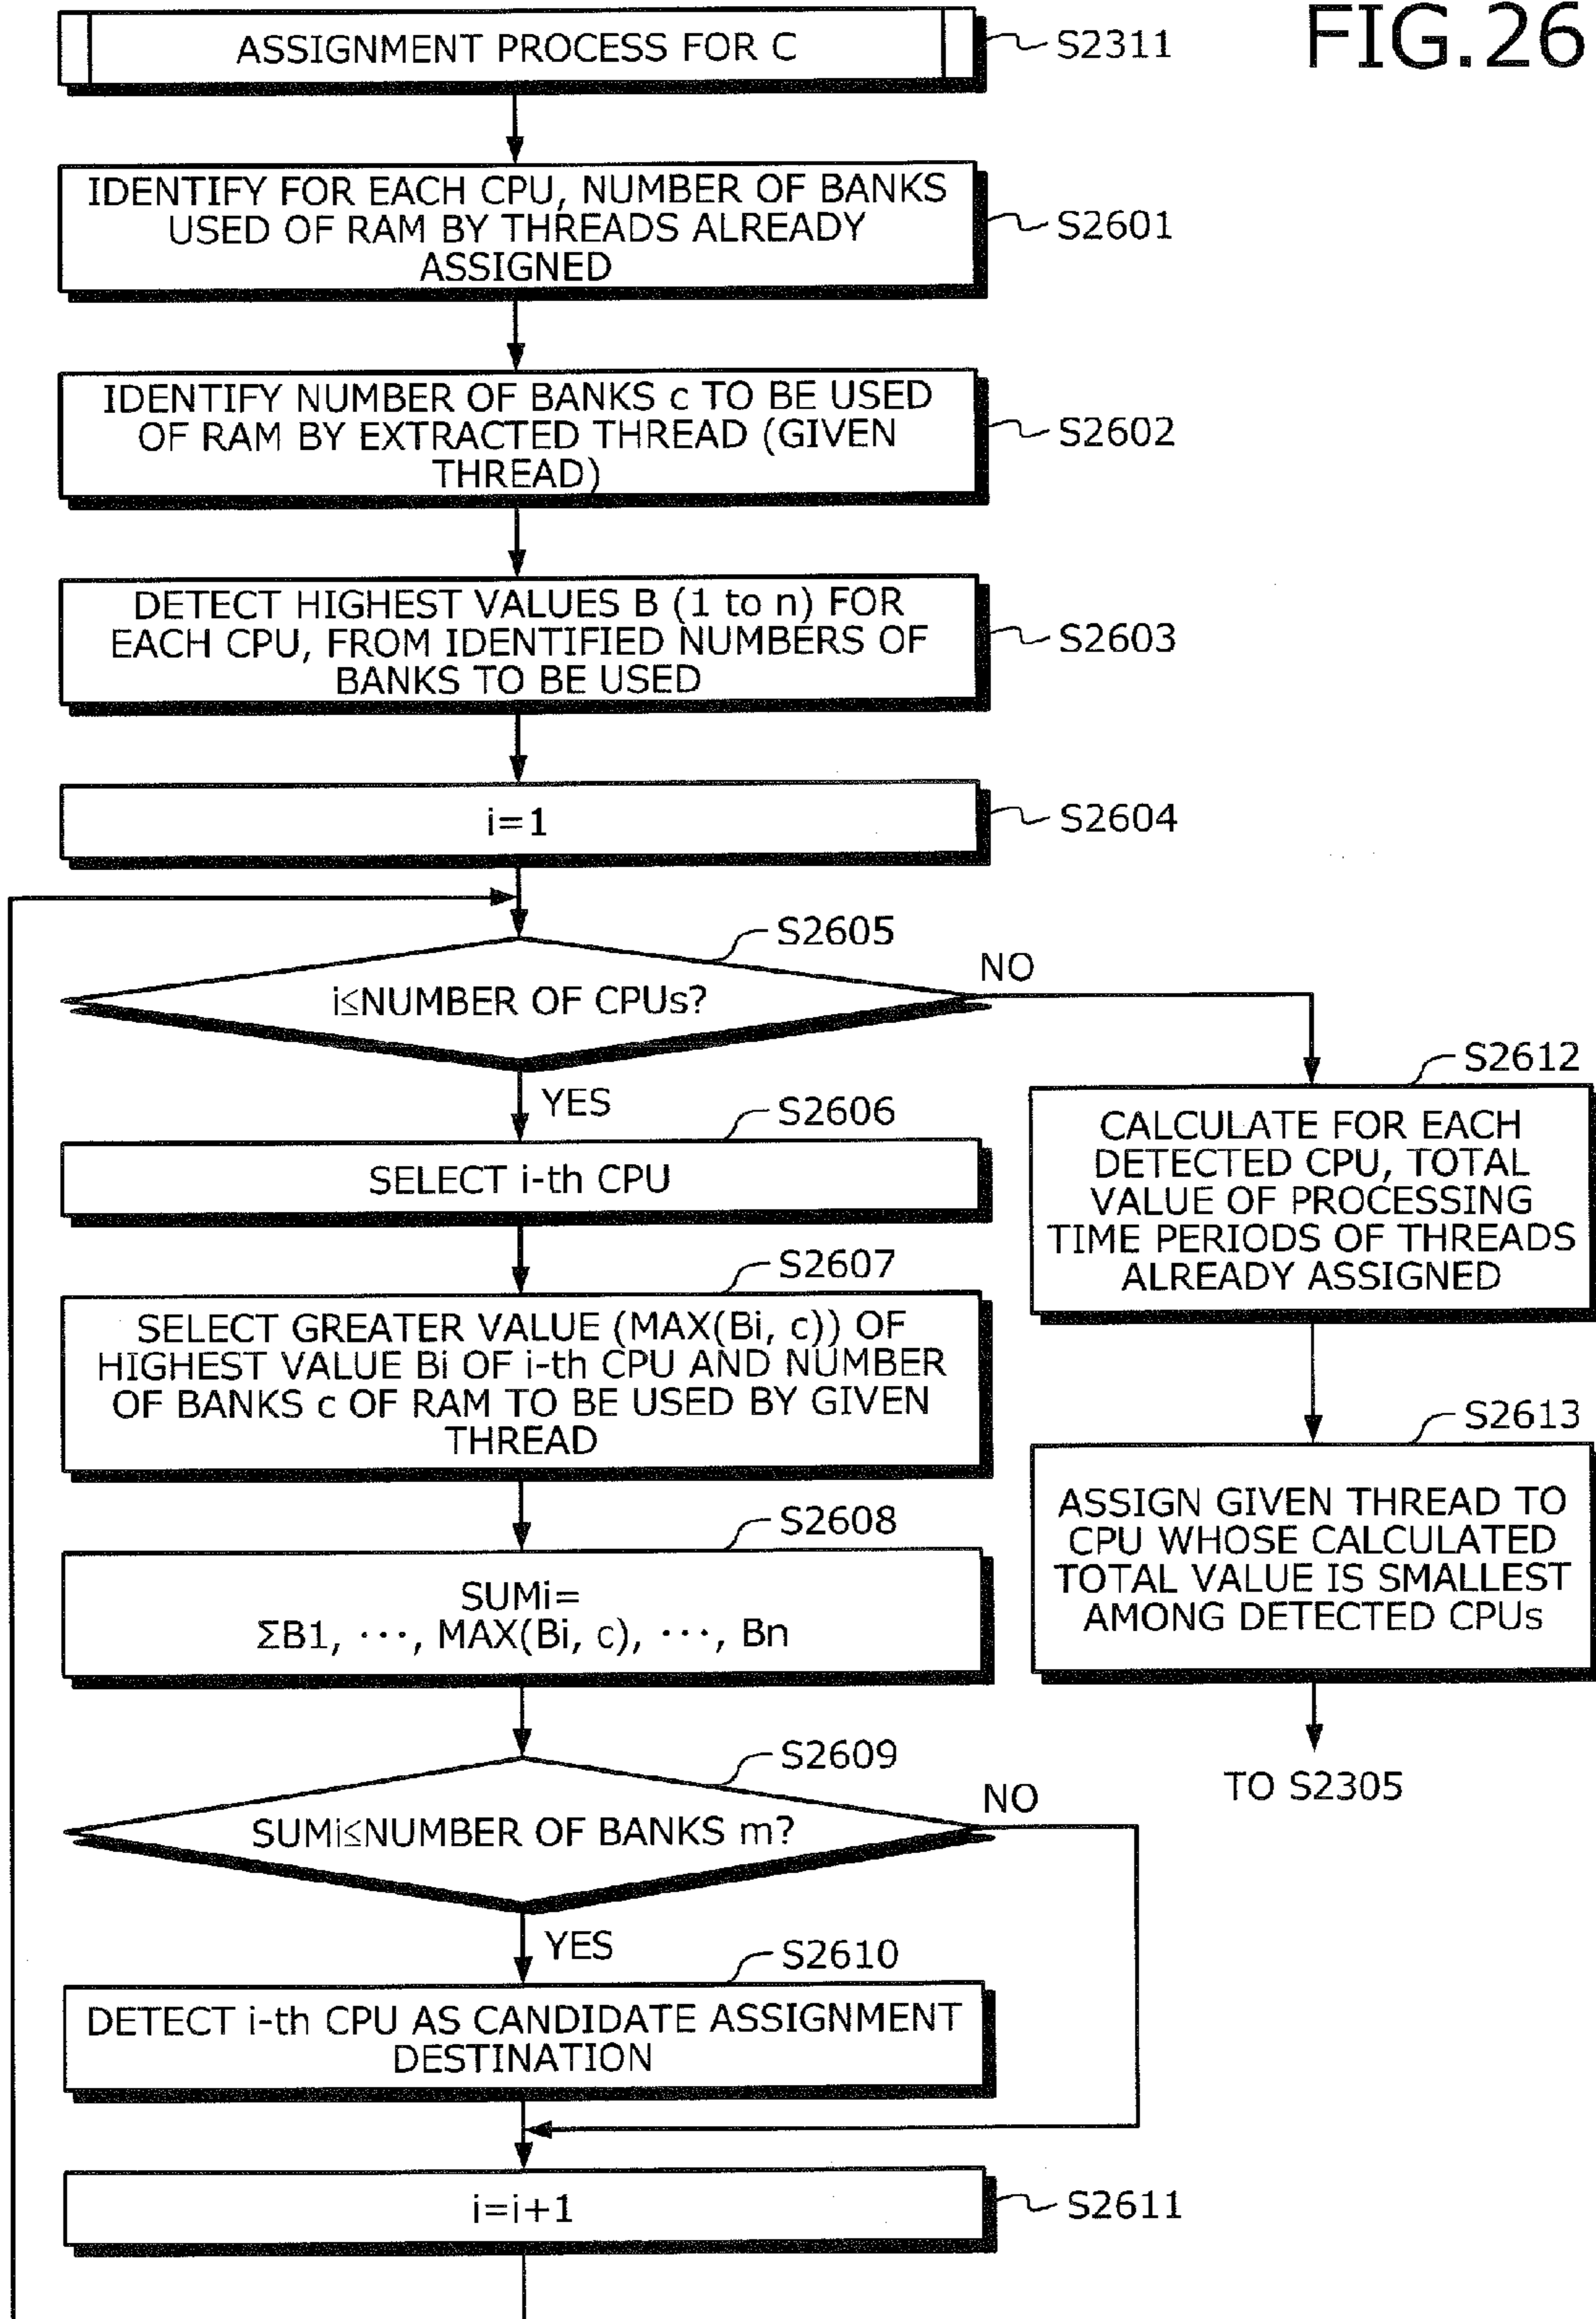 FIG.26
ASSIGNMENT PROCESS FOR C
S2311
IDENTIFY FOR EACH CPU, NUMBER OF BANKS
USED OF RAM BY THREADS ALREADY
ASSIGNED
S2601
IDENTIFY NUMBER OF BANKS c TO BE USED
OF RAM BY EXTRACTED THREAD (GIVEN
THREAD)
S2602
DETECT HIGHEST VALUES B (1 to n) FOR
EACH CPU, FROM IDENTIFIED NUMBERS OF
BANKS TO BE USED
S2603
i=1
S2604
S2605
i≤NUMBER OF CPUs?
NO
YES
S2606
SELECT i-th CPU
S2607
SELECT GREATER VALUE (MAX(Bi, c)) OF
HIGHEST VALUE Bi OF i-th CPU AND NUMBER
OF BANKS c OF RAM TO BE USED BY GIVEN
THREAD
S2608
SUMi=
ΣB1, ⋯, MAX(Bi, c), ⋯, Bn
S2609
SUMi≤NUMBER OF BANKS m?
NO
YES
S2610
DETECT i-th CPU AS CANDIDATE ASSIGNMENT
DESTINATION
i=i+1
S2611
S2612
CALCULATE FOR EACH
DETECTED CPU, TOTAL
VALUE OF PROCESSING
TIME PERIODS OF THREADS
ALREADY ASSIGNED
S2613
ASSIGN GIVEN THREAD TO
CPU WHOSE CALCULATED
TOTAL VALUE IS SMALLEST
AMONG DETECTED CPUs
TO S2305